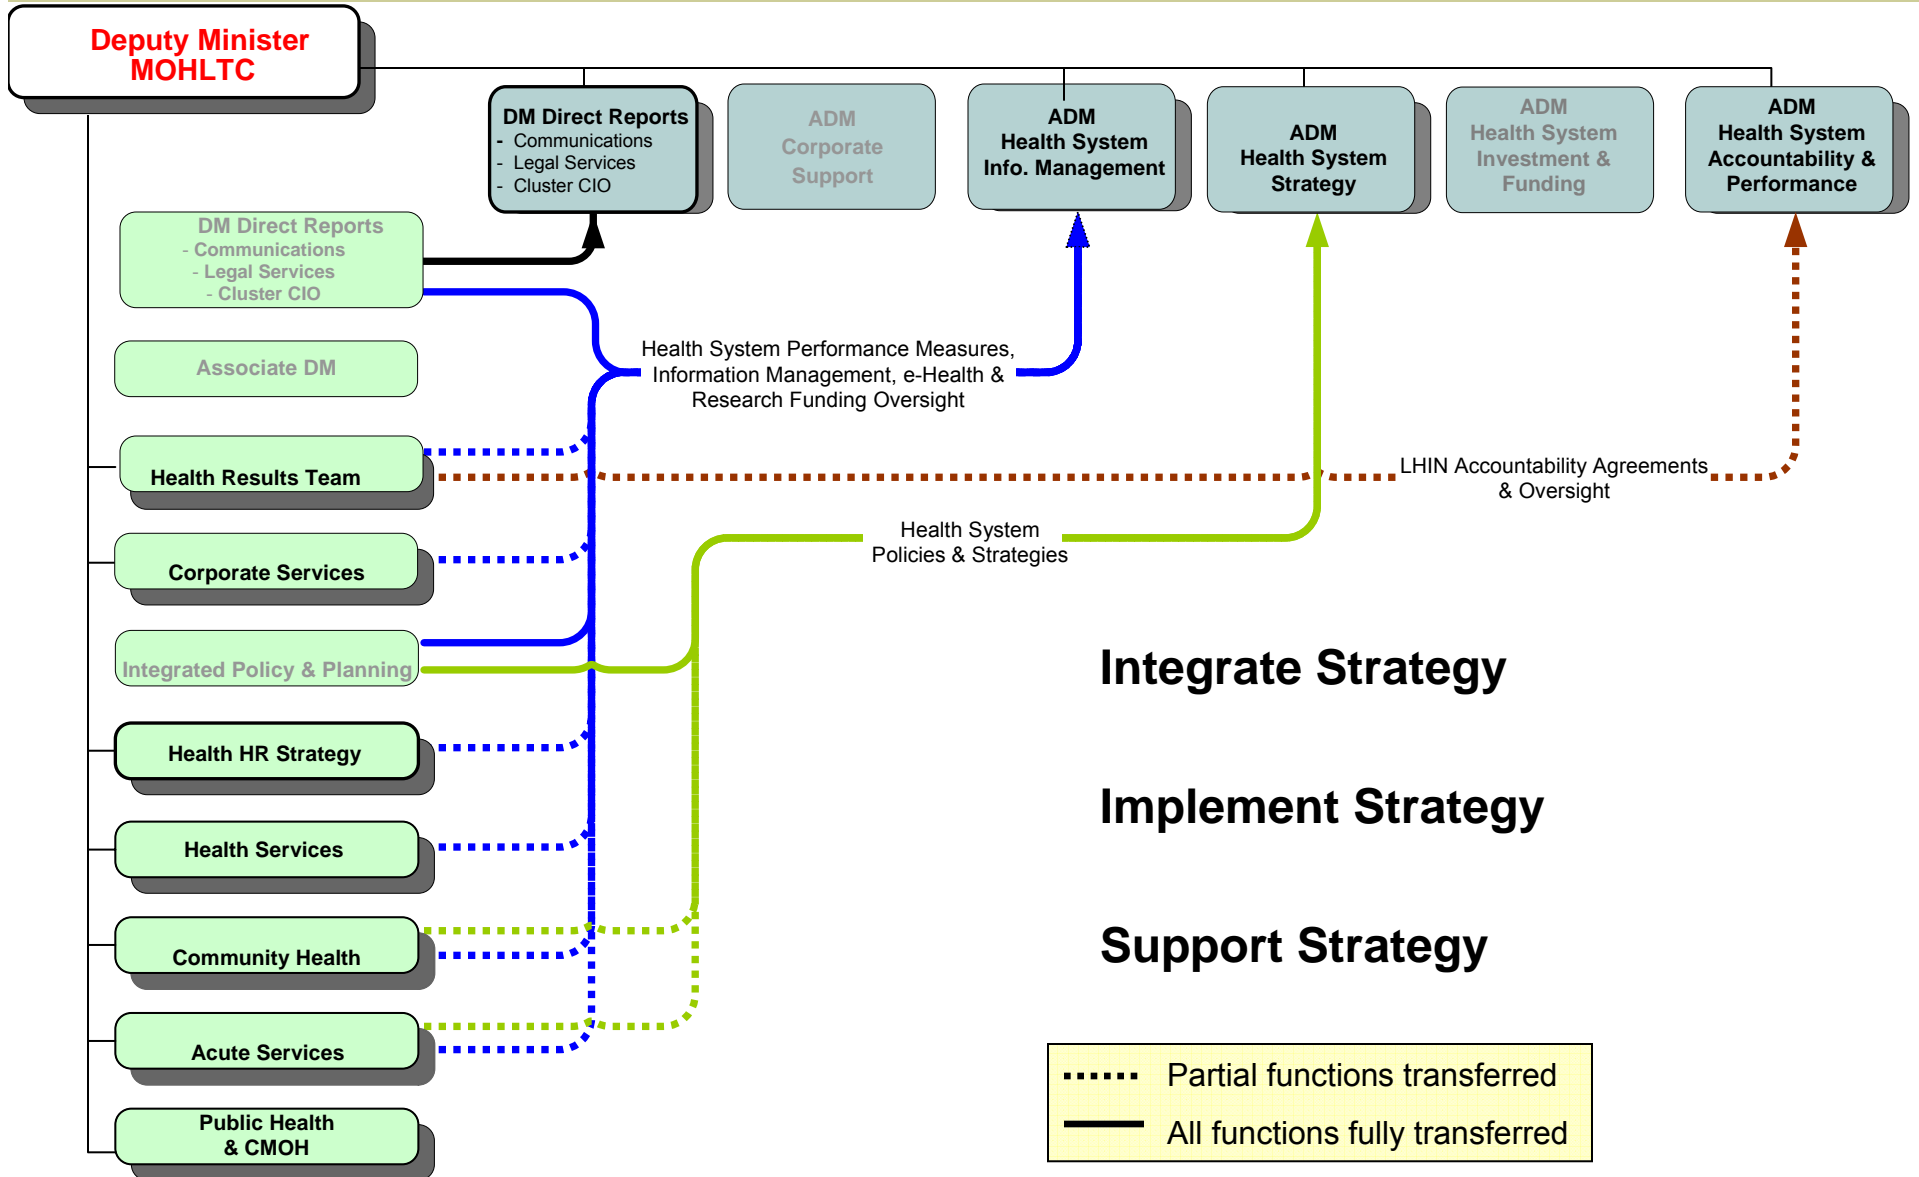 Deputy Minister
MOHLTC
DM Direct Reports
- Communications
- Legal Services
- Cluster CIO
ADM
Corporate
Support
ADM
Health System
Info. Management
ADM
Health System
Strategy
ADM
Health System
Investment &
Funding
ADM
Health System
Accountability &
Performance
DM Direct Reports
- Communications
- Legal Services
- Cluster CIO
Associate DM
Health Results Team
Corporate Services
Integrated Policy & Planning
Health HR Strategy
Health Services
Community Health
Acute Services
Public Health
& CMOH
Health System Performance Measures,
Information Management, e-Health &
Research Funding Oversight
LHIN Accountability Agreements
& Oversight
Health System
Policies & Strategies
Integrate Strategy
Implement Strategy
Support Strategy
Partial functions transferred
All functions fully transferred